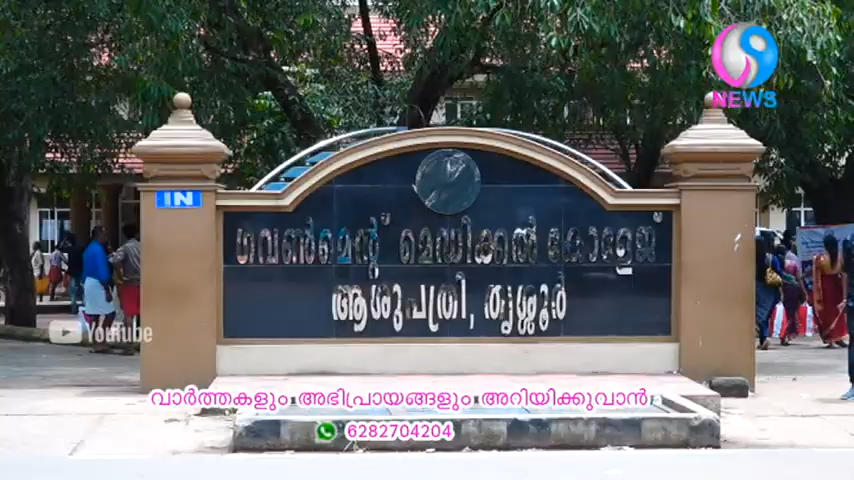 NEWS
IN
ഗവൺമെന്റ് മെഡിക്കൽ കോളേജ്
ആശുപത്രി, തൃശ്ശൂർ
YouTube
വാർത്തകളും അഭിപ്രായങ്ങളും അറിയിക്കുവാൻ
6282704204